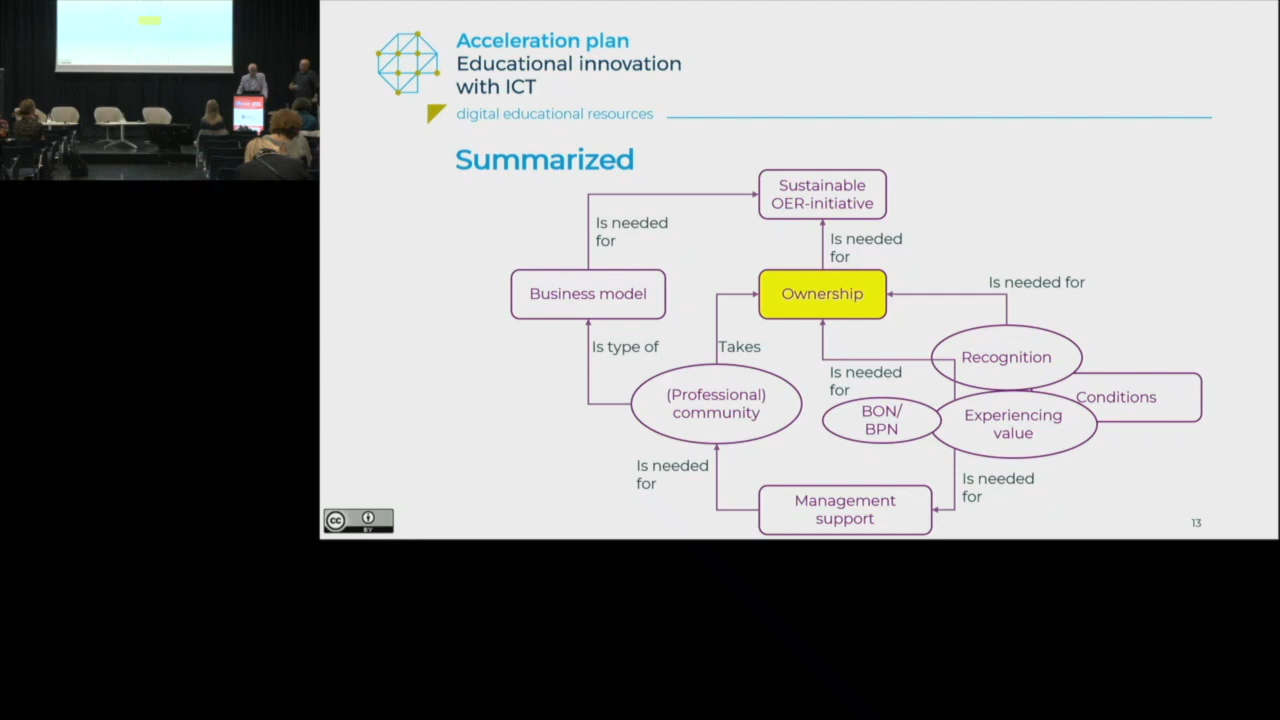 Acceleration plan
Educational innovation
with ICT
digital educational resources
Summarized
Sustainable
OER-initiative
Is needed
for
Is needed
for
Business model
Ownership
Is needed for
Is type of
Takes
Recognition
Is needed
for
(Professional)
community
BON/
BPN
Experiencing
value
Conditions
Is needed
for
Is needed
for
Management
support
CC
BY
13